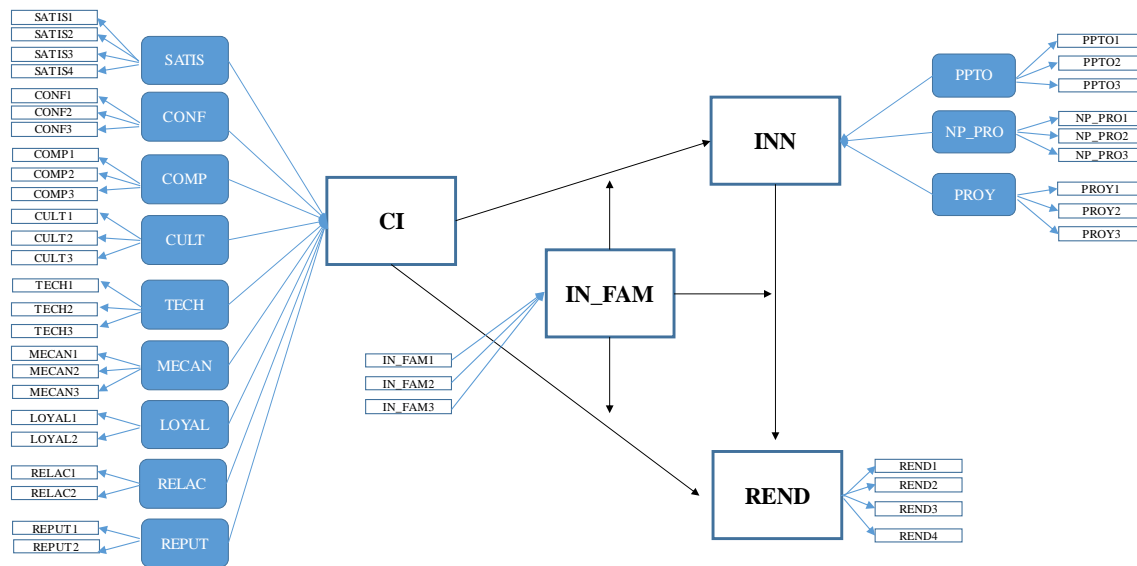 SATIS1
SATIS2
SATIS3
SATIS4
SATIS
CONF1
CONF2
CONF3
CONF
COMP1
COMP2
COMP3
COMP
CULT1
CULT2
CULT3
CULT
TECH1
TECH2
TECH3
TECH
MECAN1
MECAN2
MECAN3
MECAN
LOYAL1
LOYAL2
LOYAL
RELAC1
RELAC2
RELAC
REPUT1
REPUT2
REPUT
CI
IN_FAM
IN_FAM1
IN_FAM2
IN_FAM3
INN
PPTO
PPTO1
PPTO2
PPTO3
NP_PRO
NP_PRO1
NP_PRO2
NP_PRO3
PROY
PROY1
PROY2
PROY3
REND
REND1
REND2
REND3
REND4